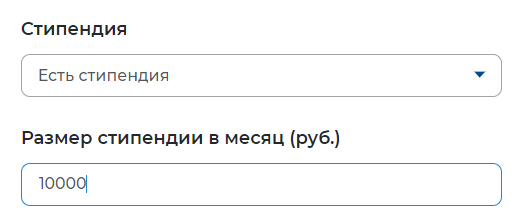 Стипендия
Есть стипендия
Размер стипендии в месяц (руб.)
10000